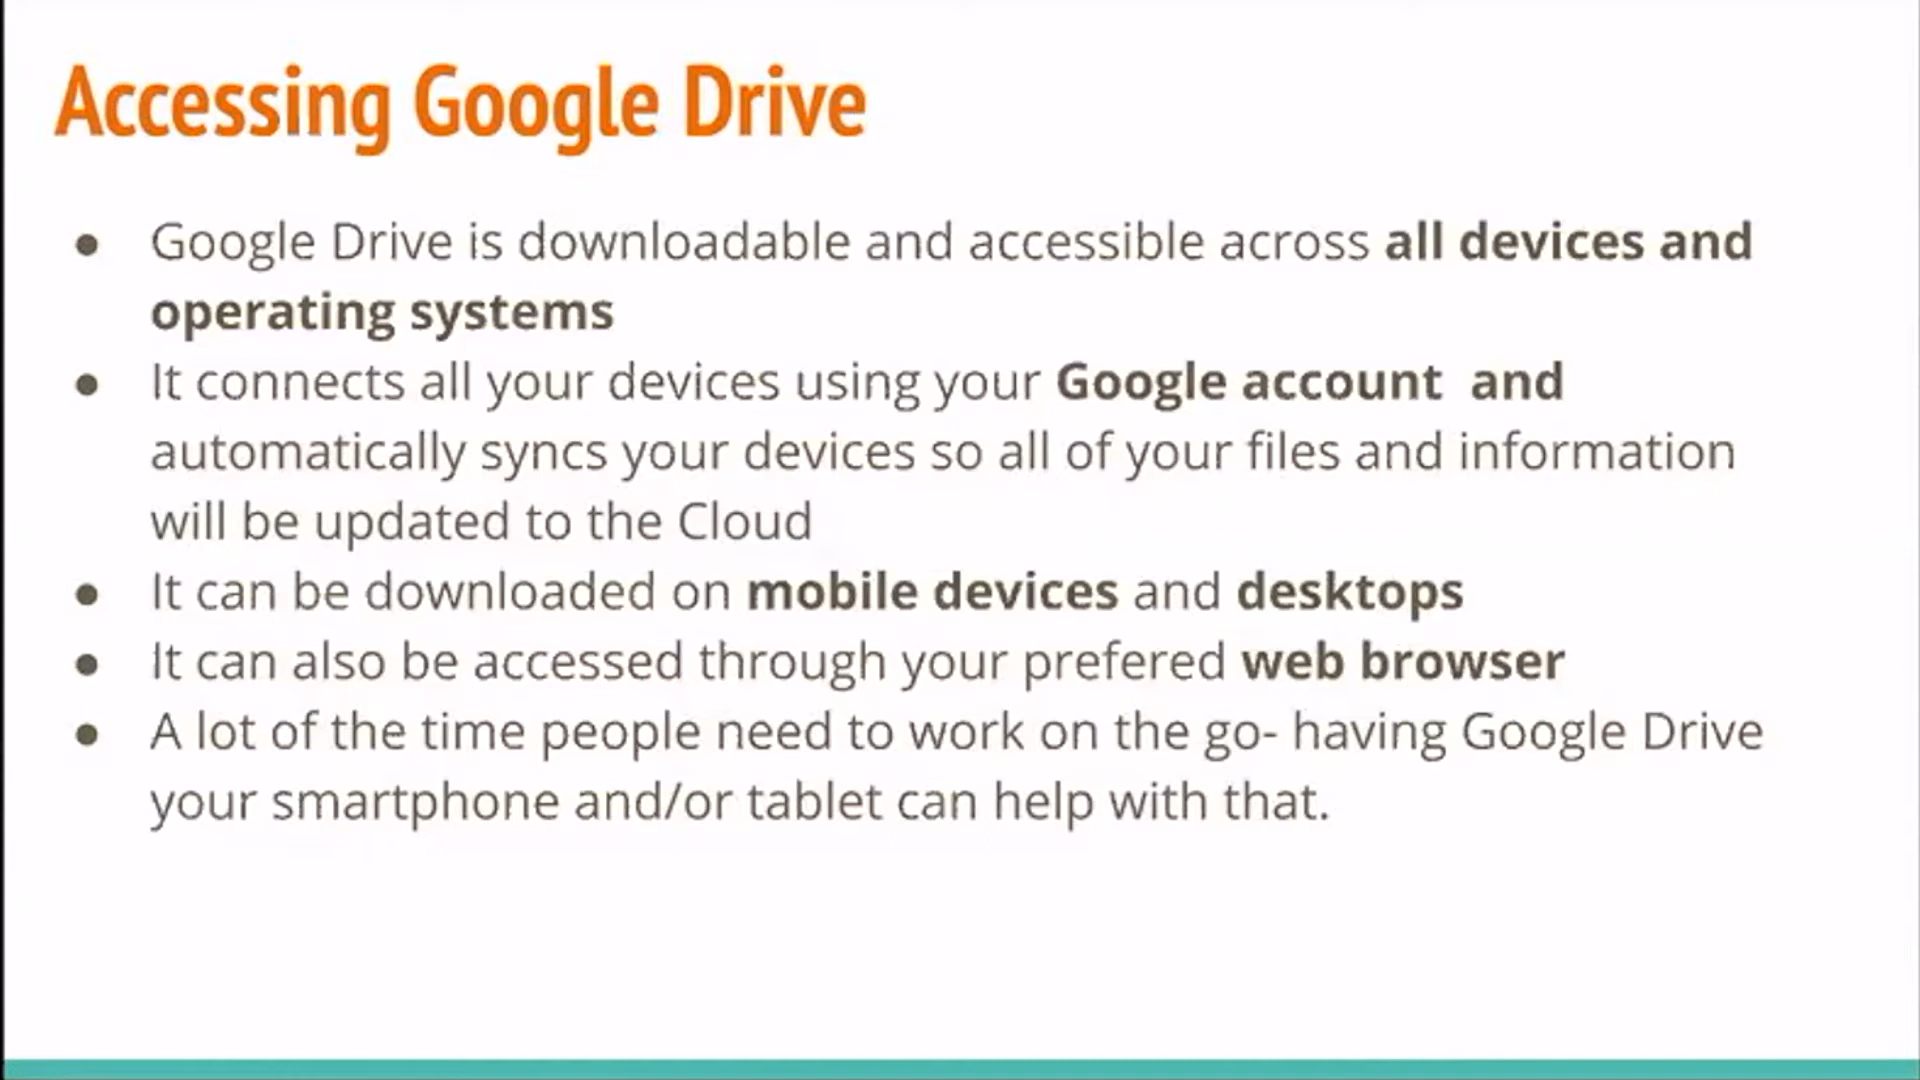 Accessing Google Drive
● Google Drive is downloadable and accessible across all devices and
operating systems
● It connects all your devices using your Google account  and
automatically syncs your devices so all of your files and information
will be updated to the Cloud
● It can be downloaded on mobile devices and desktops
● It can also be accessed through your prefered web browser
● A lot of the time people need to work on the go- having Google Drive
your smartphone and/or tablet can help with that.